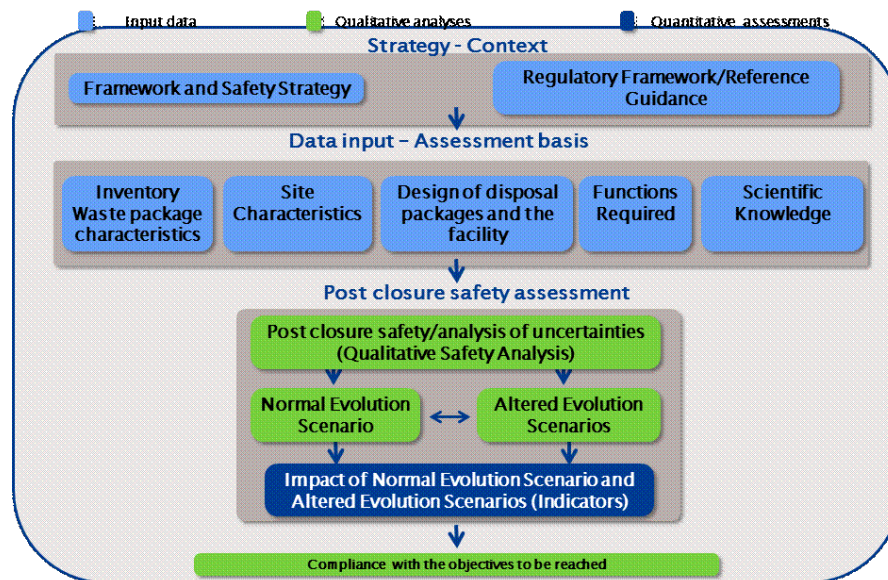 Input data Qualitative analyses Quantitative assessments
Strategy - Context
Framework and Safety Strategy
Regulatory Framework/Reference
Guidance
Data input – Assessment basis
Inventory
Waste package
characteristics
Site
Characteristics
Design of disposal
packages and the
facility
Functions
Required
Scientific
Knowledge
Post closure safety assessment
Post closure safety/analysis of uncertainties
(Qualitative Safety Analysis)
Normal Evolution
Scenario
Altered Evolution
Scenarios
Impact of Normal Evolution Scenario and
Altered Evolution Scenarios (Indicators)
Compliance with the objectives to be reached